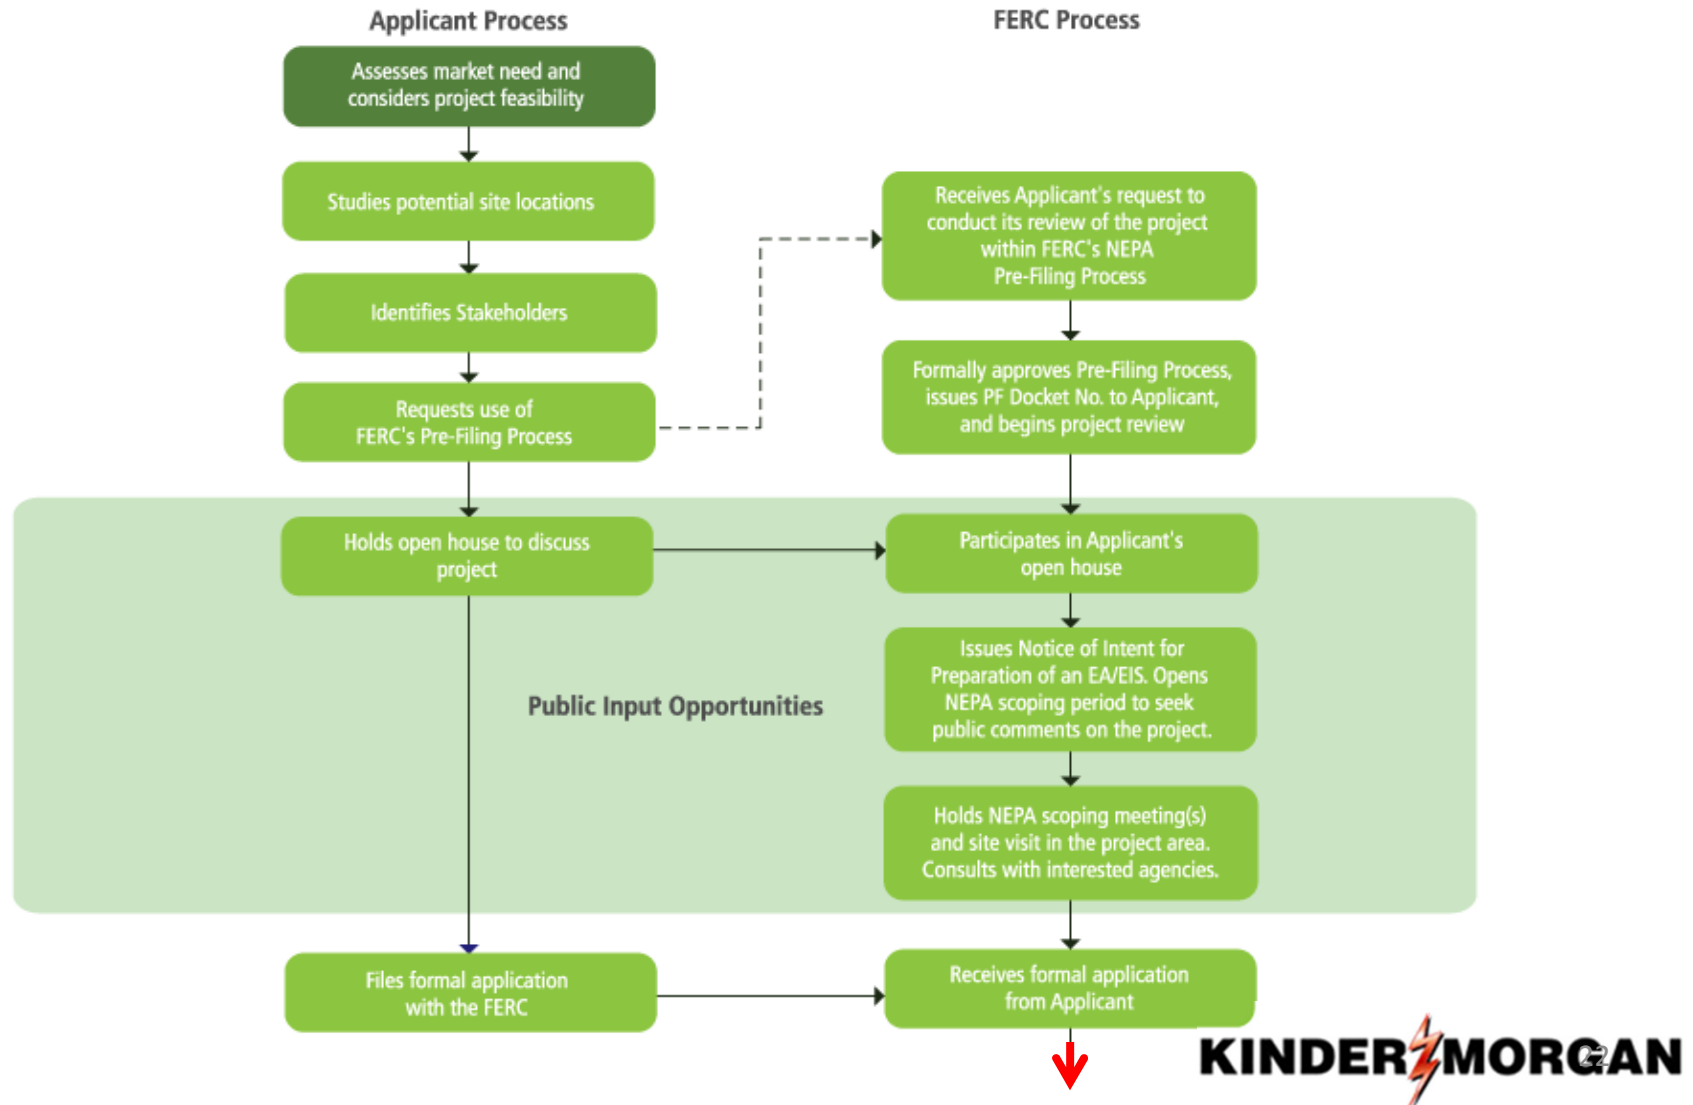 Applicant Process
FERC Process
Assesses market need and
considers project feasibility
Studies potential site locations
Identifies Stakeholders
Requests use of
FERC's Pre-Filing Process
Receives Applicant's request to
conduct its review of the project
within FERC's NEPA
Pre-Filing Process
Formally approves Pre-Filing Process,
issues PF Docket No. to Applicant,
and begins project review
Holds open house to discuss
project
Participates in Applicant's
open house
Issues Notice of Intent for
Preparation of an EA/EIS. Opens
NEPA scoping period to seek
public comments on the project.
Public Input Opportunities
Holds NEPA scoping meeting(s)
and site visit in the project area.
Consults with interested agencies.
Files formal application
with the FERC
Receives formal application
from Applicant
KINDER MORGAN
22